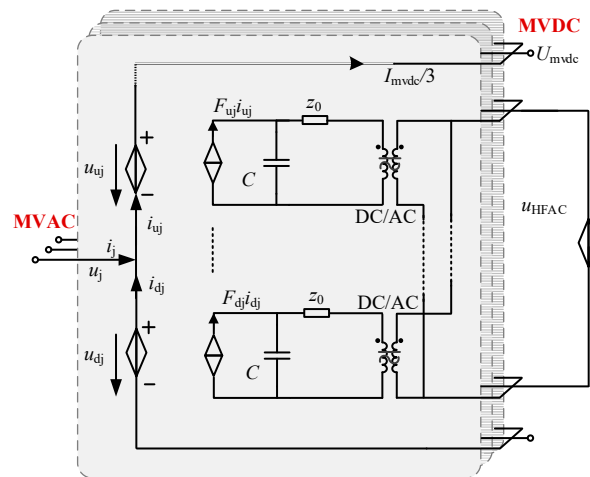 MVDC
U_mvdc
I_mvdc/3
F_uj i_uj
z_0
+
u_uj
C
−
DC/AC
u_HFAC
MVAC
i_uj
i_j
u_j
i_dj
F_dj i_dj
z_0
DC/AC
+
u_dj
C
−